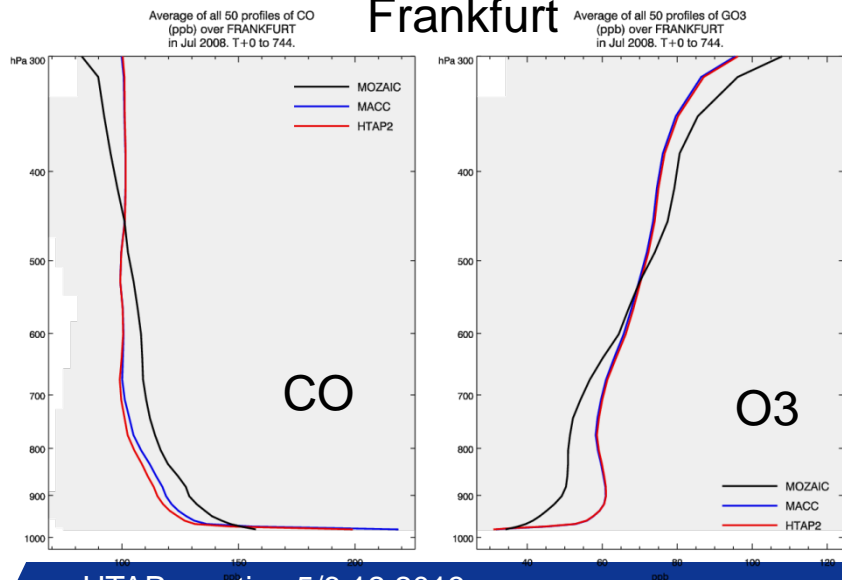 Frankfurt
Average of all 50 profiles of CO
(ppb) over FRANKFURT
in Jul 2008. T+0 to 744.
hPa 300
400
500
600
700
800
900
1000
MOZAIC
MACC
HTAP2
CO
100
150
200
ppb
Average of all 50 profiles of GO3
(ppb) over FRANKFURT
in Jul 2008. T+0 to 744.
hPa 300
400
500
600
700
800
900
1000
O3
MOZAIC
MACC
HTAP2
40
60
80
100
120
ppb